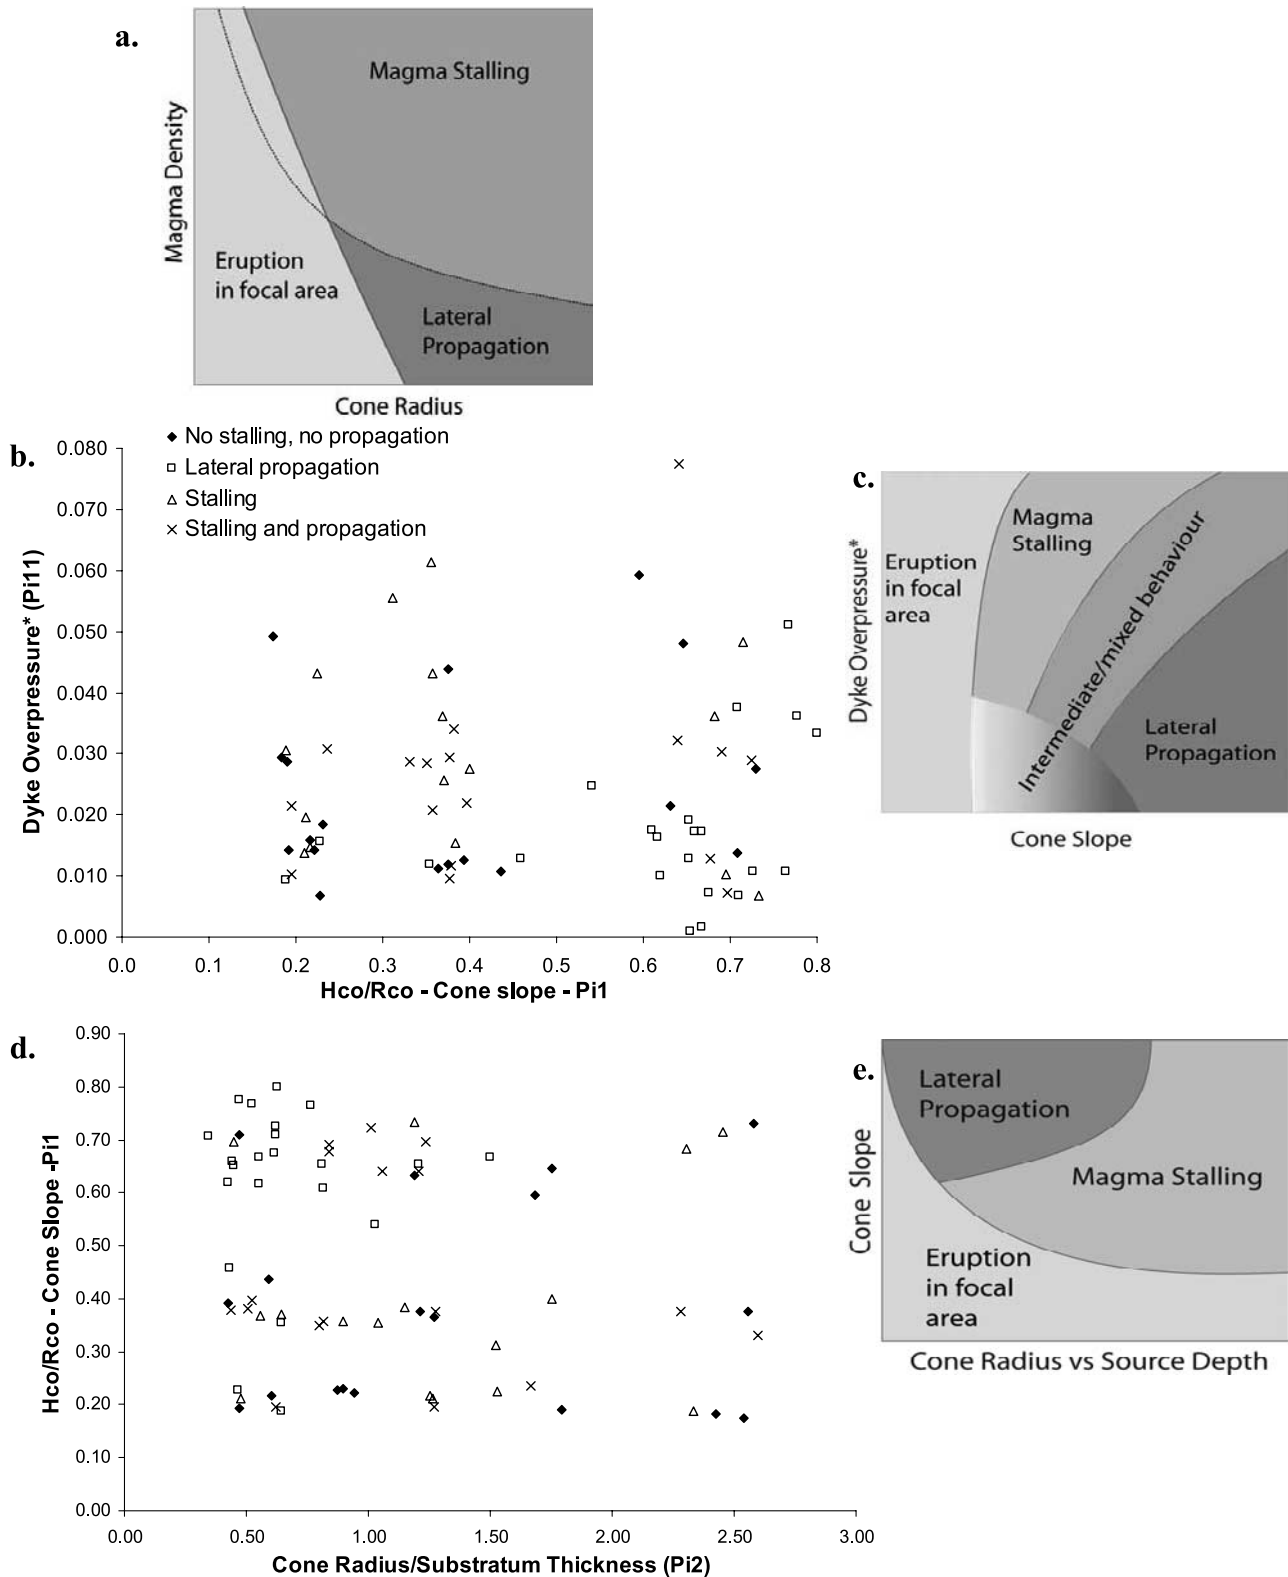 a.
Magma Density
Magma Stalling
Eruption
in focal area
Lateral
Propagation
Cone Radius
b.
No stalling, no propagation
Lateral propagation
Stalling
Stalling and propagation
Dyke Overpressure* (Pi11)
0.080
0.070
0.060
0.050
0.040
0.030
0.020
0.010
0.000
0.0 0.1 0.2 0.3 0.4 0.5 0.6 0.7 0.8
Hco/Rco - Cone slope - Pi1
c.
Dyke Overpressure*
Eruption
in focal
area
Magma
Stalling
Intermediate/mixed behaviour
Lateral
Propagation
Cone Slope
d.
Hco/Rco - Cone Slope -Pi1
0.90
0.80
0.70
0.60
0.50
0.40
0.30
0.20
0.10
0.00
0.00 0.50 1.00 1.50 2.00 2.50 3.00
Cone Radius/Substratum Thickness (Pi2)
e.
Cone Slope
Lateral
Propagation
Magma Stalling
Eruption
in focal
area
Cone Radius vs Source Depth